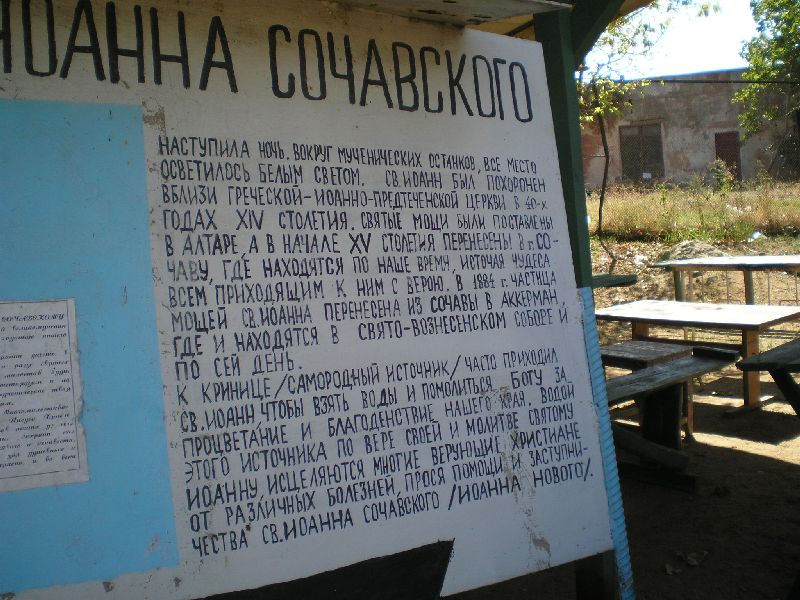 ИОАННА СОЧАВСКОГО
НАСТУПИЛА НОЧЬ. ВОКРУГ МУЧЕНИЧЕСКИХ ОСТАНКОВ, ВСЕ МЕСТО
ОСВЕТИЛОСЬ БЕЛЫМ СВЕТОМ. СВ.ИОАНН БЫЛ ПОХОРОНЕН
ВБЛИЗИ ГРЕЧЕСКОЙ-ИОАННО-ПРЕДТЕЧЕНСКОЙ ЦЕРКВИ В 40-Х
ГОДАХ XIV СТОЛЕТИЯ. СВЯТЫЕ МОЩИ БЫЛИ ПОСТАВЛЕНЫ
В АЛТАРЕ, А В НАЧАЛЕ XV СТОЛЕТИЯ ПЕРЕНЕСЕНЫ В г. СО-
ЧАВУ, ГДЕ НАХОДЯТСЯ ПО НАШЕ ВРЕМЯ, ИСТОЧАЯ ЧУДЕСА
ВСЕМ ПРИХОДЯЩИМ К НИМ С ВЕРОЮ. В 1884 г. ЧАСТИЦА
МОЩЕЙ СВ.ИОАННА ПЕРЕНЕСЕНА ИЗ СОЧАВЫ В АККЕРМАН,
ГДЕ И НАХОДЯТСЯ В СВЯТО-ВОЗНЕСЕНСКОМ СОБОРЕ И
ПО СЕЙ ДЕНЬ.
К КРИНИЦЕ /САМОРОДНЫЙ ИСТОЧНИК/ ЧАСТО ПРИХОДИЛ
СВ.ИОАНН, ЧТОБЫ ВЗЯТЬ ВОДЫ И ПОМОЛИТЬСЯ БОГУ ЗА
ПРОЦВЕТАНИЕ И БЛАГОДЕНСТВИЕ НАШЕГО КРАЯ. ВОДОЙ
ЭТОГО ИСТОЧНИКА ПО ВЕРЕ СВОЕЙ И МОЛИТВЕ СВЯТОМУ
ИОАННУ, ИСЦЕЛЯЮТСЯ МНОГИЕ ВЕРУЮЩИЕ ХРИСТИАНЕ
ОТ РАЗЛИЧНЫХ БОЛЕЗНЕЙ, ПРОСЯ ПОМОЩИ И ЗАСТУПНИ-
ЧЕСТВА СВ.ИОАННА СОЧАВСКОГО /ИОАННА НОВОГО/.